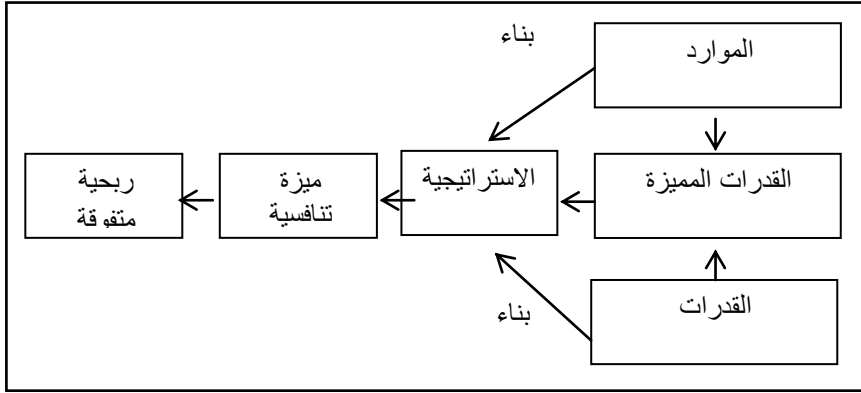 الموارد
بناء
القدرات المميزة
الاستراتيجية
ميزة
تنافسية
ربحية
متفوقة
القدرات
بناء